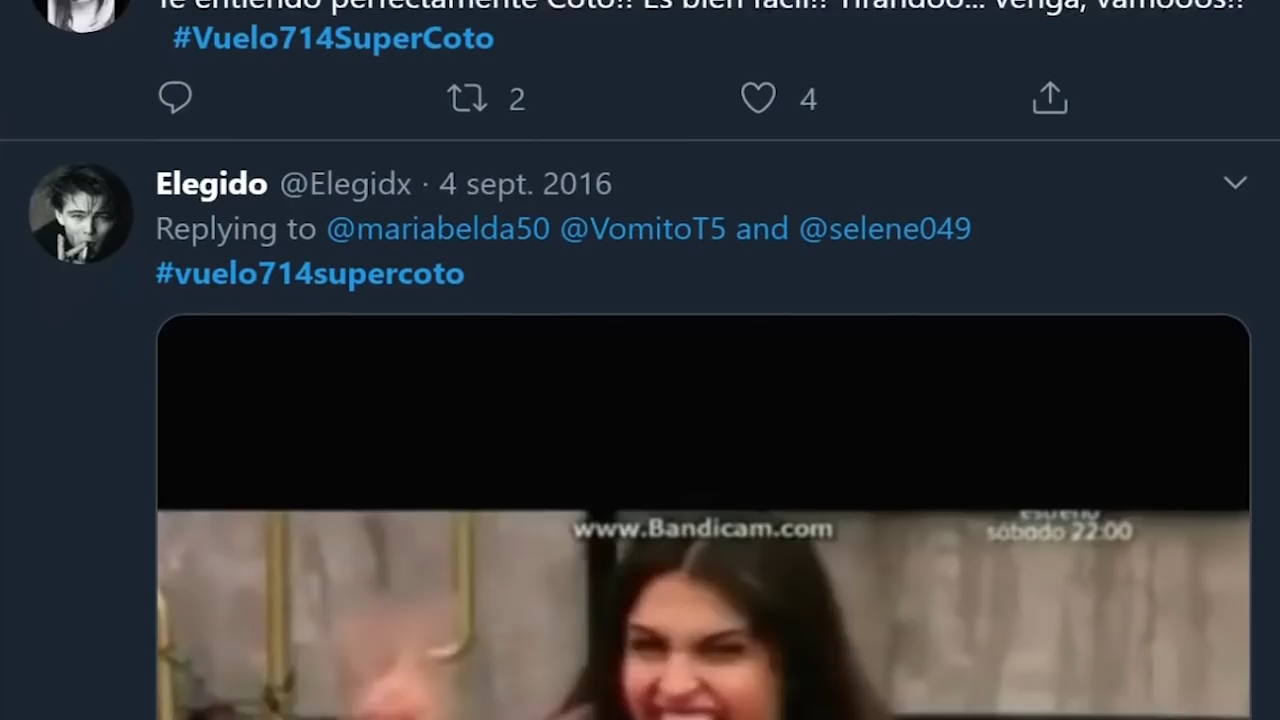 Te entiendo perfectamente Coto!! Es bien fácil!! Tirandoo... venga, vamooos!!
#Vuelo714SuperCoto
2 4
Elegido @Elegidx · 4 sept. 2016
Replying to @mariabelda50 @VomitoT5 and @selene049
#vuelo714supercoto
www.Bandicam.com
estreno
sábado 22:00